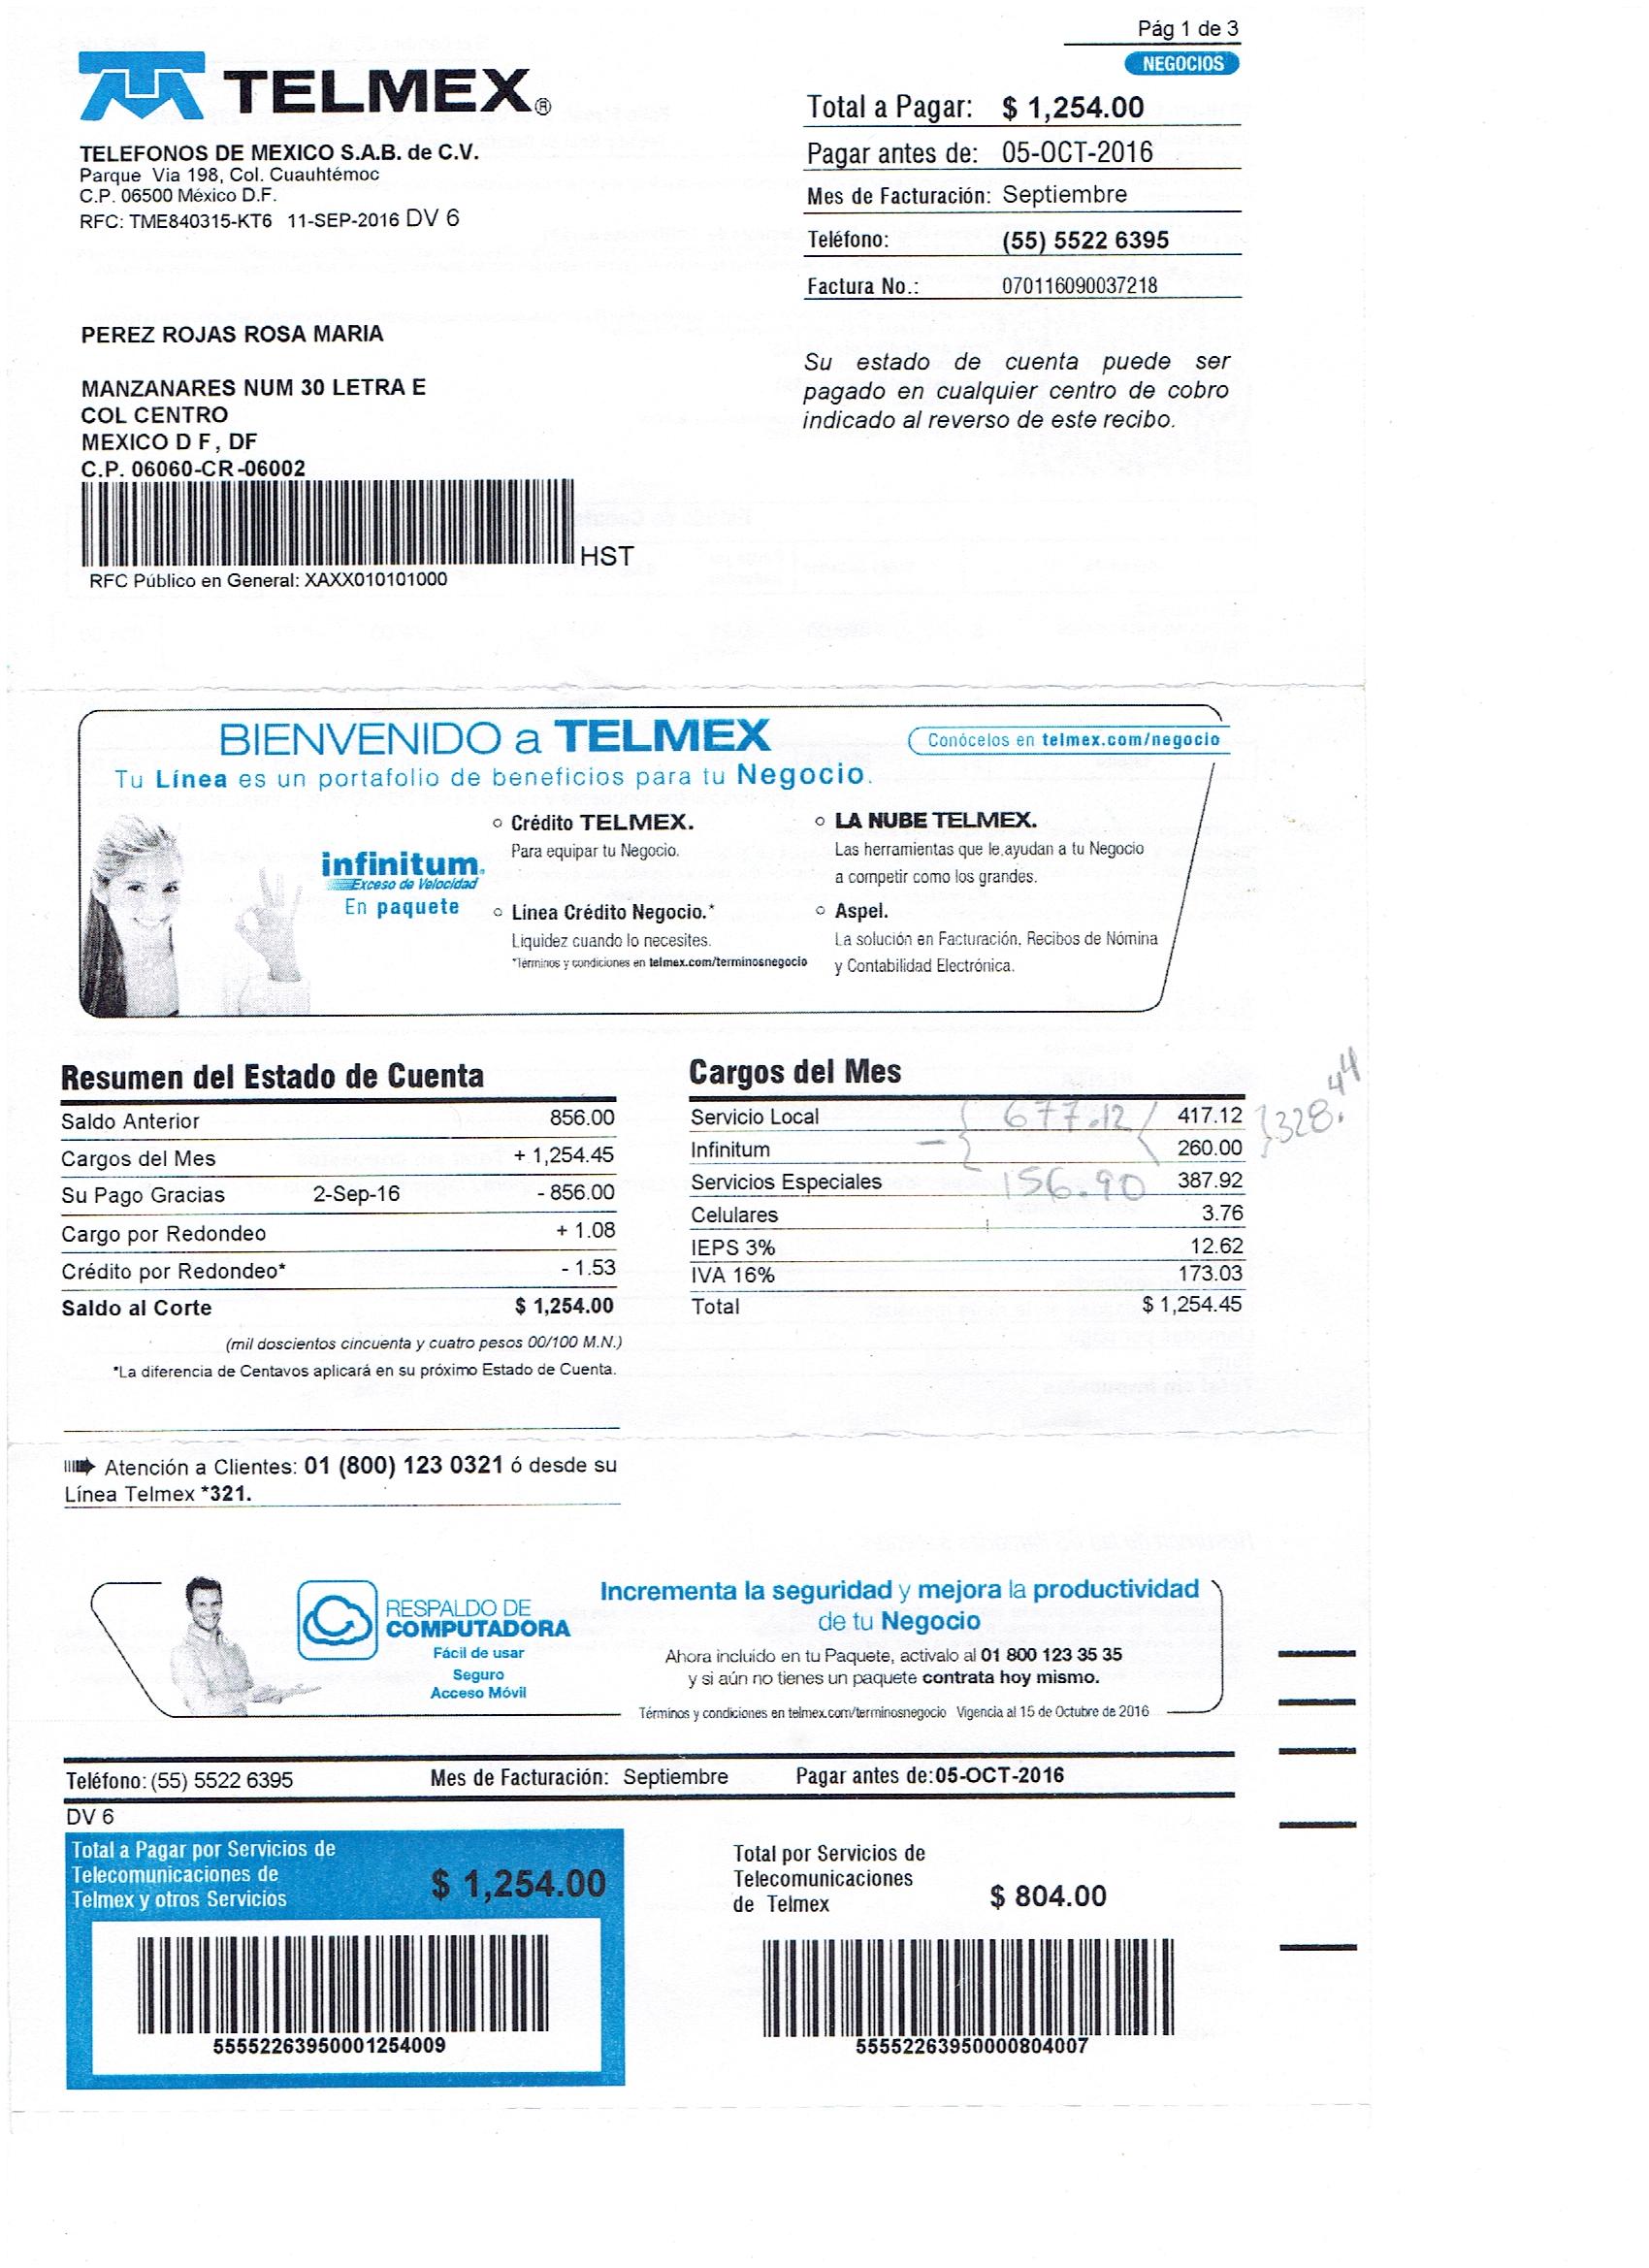 Pág 1 de 3
NEGOCIOS
TELMEX®
TELEFONOS DE MEXICO S.A.B. de C.V.
Parque Via 198, Col. Cuauhtémoc
C.P. 06500 México D.F.
RFC: TME840315-KT6 11-SEP-2016 DV 6
Total a Pagar: $ 1,254.00
Pagar antes de: 05-OCT-2016
Mes de Facturación: Septiembre
Teléfono: (55) 5522 6395
Factura No.: 070116090037218
PEREZ ROJAS ROSA MARIA
MANZANARES NUM 30 LETRA E
COL CENTRO
MEXICO D F, DF
C.P. 06060-CR-06002
HST
RFC Público en General: XAXX010101000
Su estado de cuenta puede ser
pagado en cualquier centro de cobro
indicado al reverso de este recibo.
BIENVENIDO a TELMEX
Conócelos en telmex.com/negocio
Tu Línea es un portafolio de beneficios para tu Negocio.
infinitum.
Exceso de Velocidad
En paquete
Crédito TELMEX.
Para equipar tu Negocio.
Línea Crédito Negocio.*
Liquidez cuando lo necesites.
*Términos y condiciones en telmex.com/terminosnegocio
LA NUBE TELMEX.
Las herramientas que le ayudan a tu Negocio
a competir como los grandes.
Aspel.
La solución en Facturación, Recibos de Nómina
y Contabilidad Electrónica.
Resumen del Estado de Cuenta
Saldo Anterior 856.00
Cargos del Mes + 1,254.45
Su Pago Gracias 2-Sep-16 - 856.00
Cargo por Redondeo + 1.08
Crédito por Redondeo* - 1.53
Saldo al Corte $ 1,254.00
(mil doscientos cincuenta y cuatro pesos 00/100 M.N.)
*La diferencia de Centavos aplicará en su próximo Estado de Cuenta.
Cargos del Mes
Servicio Local 677.12 417.12 328.44
Infinitum 260.00
Servicios Especiales 156.90 387.92
Celulares 3.76
IEPS 3% 12.62
IVA 16% 173.03
Total $ 1,254.45
Atención a Clientes: 01 (800) 123 0321 ó desde su
Línea Telmex *321.
RESPALDO DE
COMPUTADORA
Fácil de usar
Seguro
Acceso Móvil
Incrementa la seguridad y mejora la productividad
de tu Negocio
Ahora incluido en tu Paquete, actívalo al 01 800 123 35 35
y si aún no tienes un paquete contrata hoy mismo.
Términos y condiciones en telmex.com/terminosnegocio Vigencia al 15 de Octubre de 2016
Teléfono: (55) 5522 6395 Mes de Facturación: Septiembre Pagar antes de: 05-OCT-2016
DV 6
Total a Pagar por Servicios de
Telecomunicaciones de
Telmex y otros Servicios
$ 1,254.00
55552263950001254009
Total por Servicios de
Telecomunicaciones
de Telmex
$ 804.00
55552263950000804007